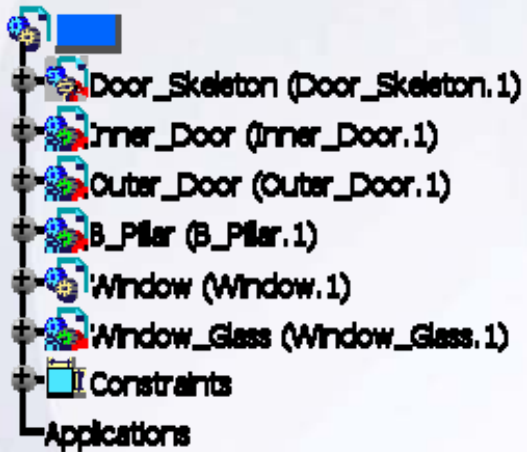 Door_Skeleton (Door_Skeleton.1)
Inner_Door (Inner_Door.1)
Outer_Door (Outer_Door.1)
B_Pillar (B_Pillar.1)
Window (Window.1)
Window_Glass (Window_Glass.1)
Constraints
Applications